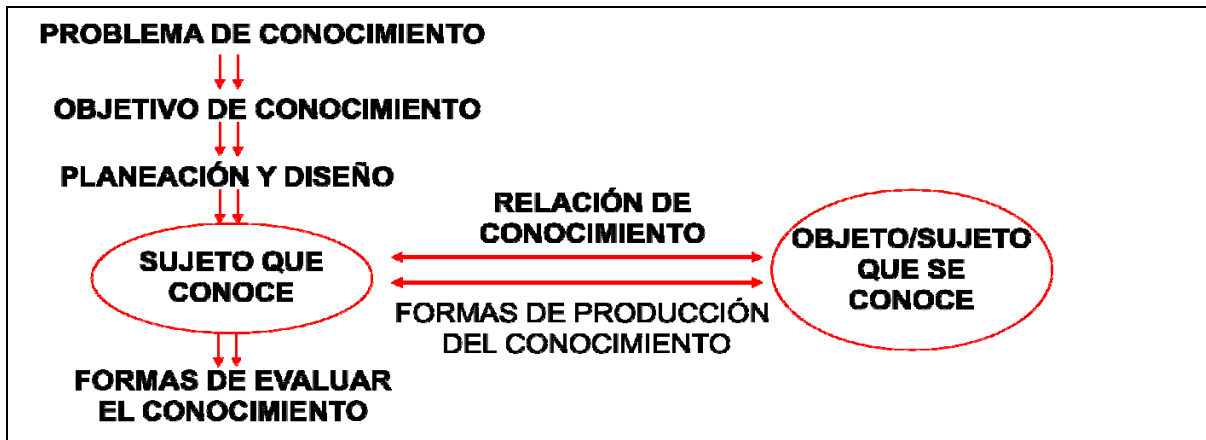 PROBLEMA DE CONOCIMIENTO
OBJETIVO DE CONOCIMIENTO
PLANEACIÓN Y DISEÑO
SUJETO QUE
CONOCE
RELACIÓN DE
CONOCIMIENTO
FORMAS DE PRODUCCIÓN
DEL CONOCIMIENTO
OBJETO/SUJETO
QUE SE
CONOCE
FORMAS DE EVALUAR
EL CONOCIMIENTO